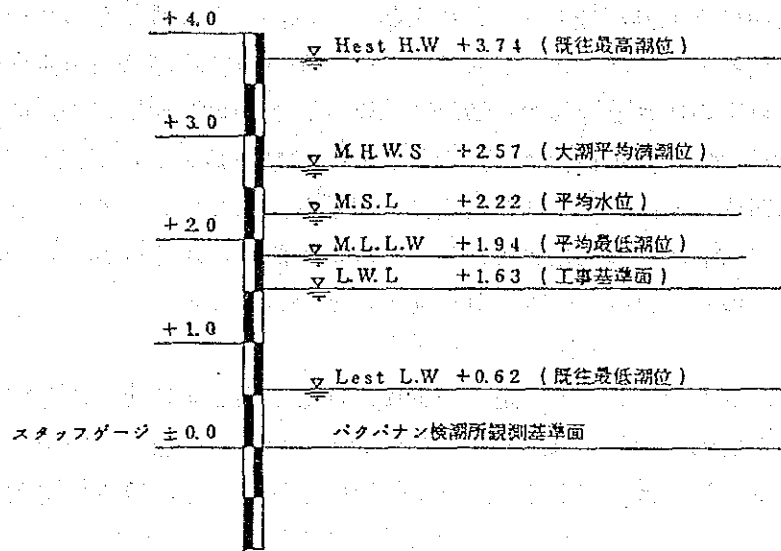 +4.0
Hest H.W +3.74 (既往最高潮位)
+3.0
M.H.W.S +2.57 (大潮平均満潮位)
M.S.L +2.22 (平均水位)
+2.0
M.L.L.W +1.94 (平均最低潮位)
L.W.L +1.63 (工事基準面)
+1.0
Lest L.W +0.62 (既往最低潮位)
スタッフゲージ ±0.0 パクパナン検潮所観測基準面